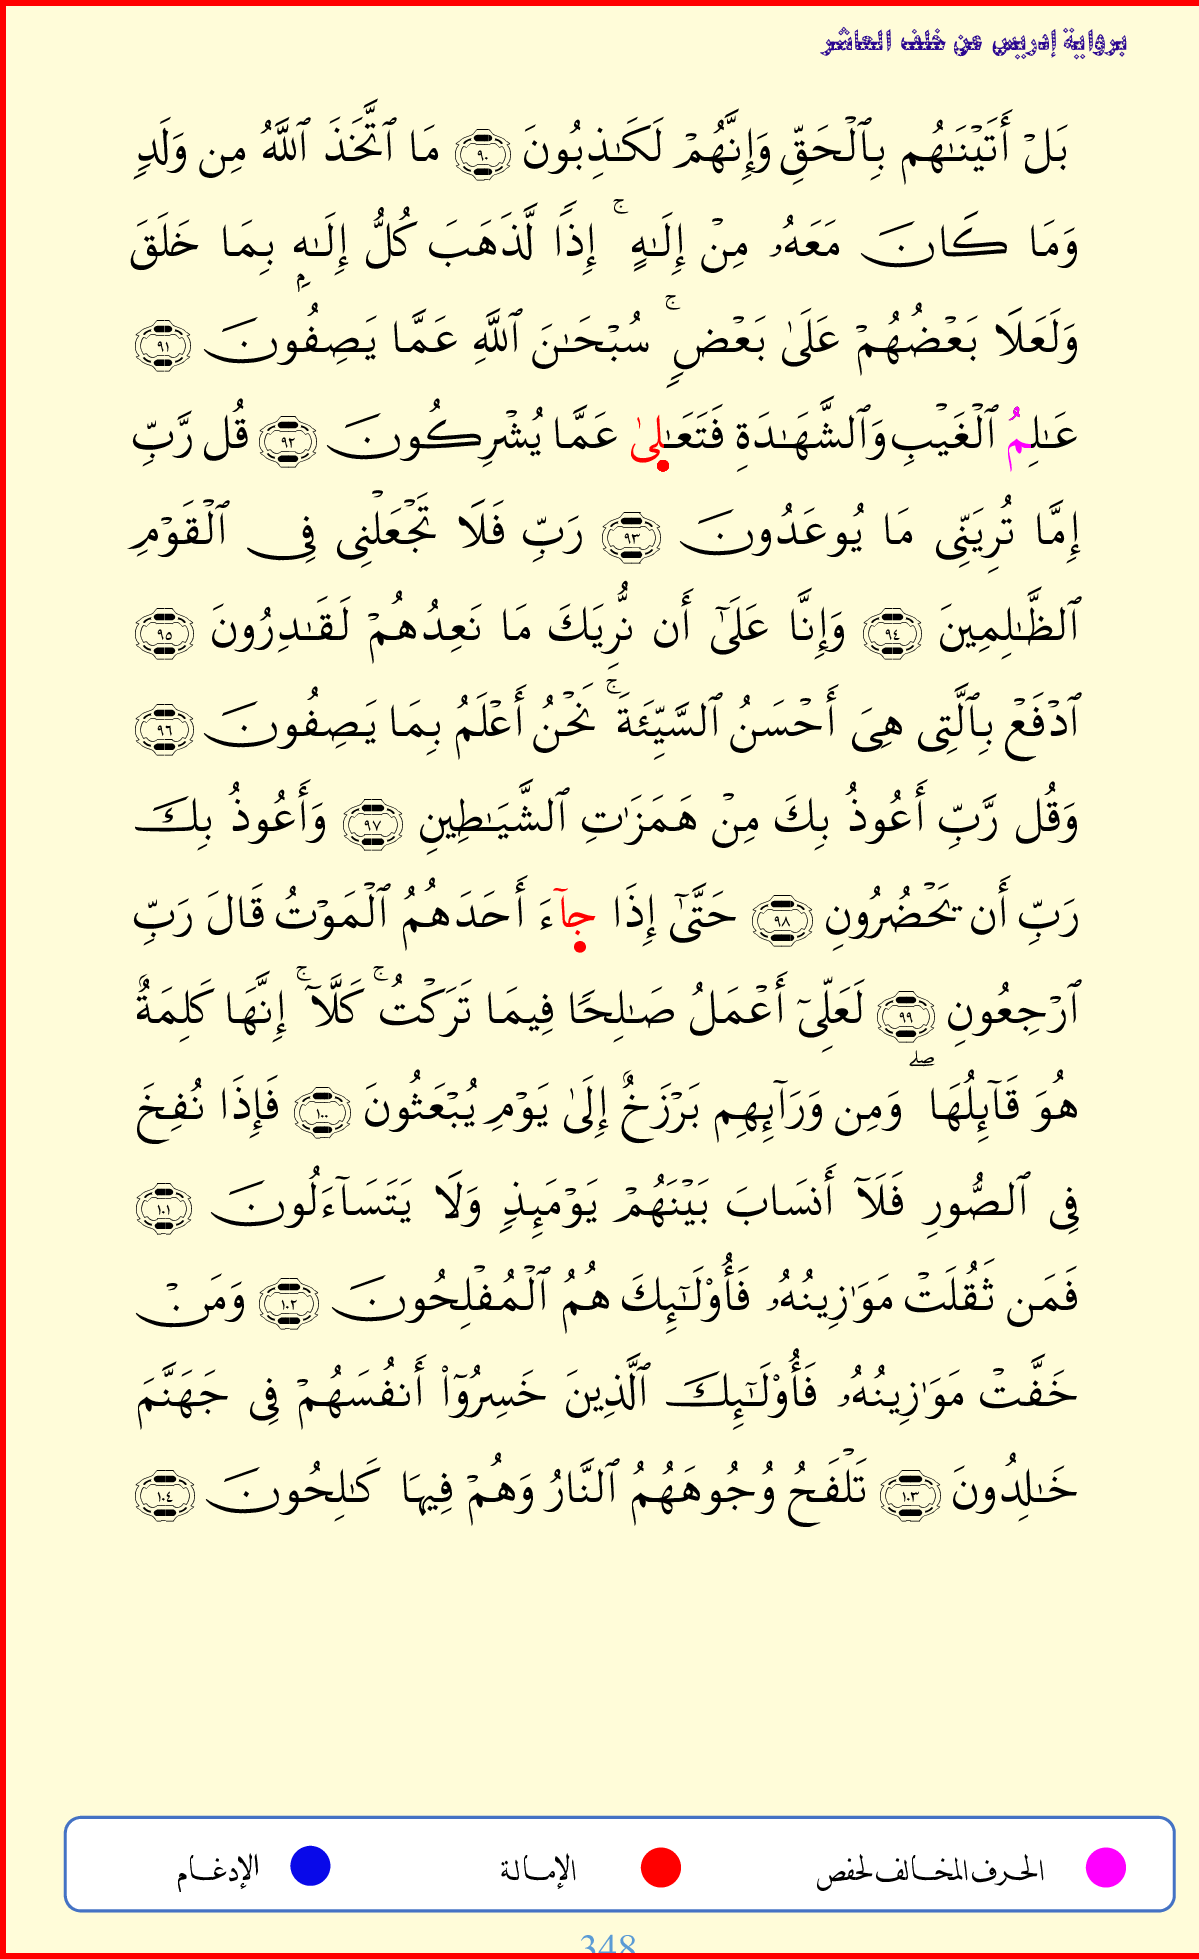 برواية إدريس عن خلف العاشر
بَلۡ أَتَيۡنَٰهُم بِٱلۡحَقِّ وَإِنَّهُمۡ لَكَٰذِبُونَ ٩٠ مَا ٱتَّخَذَ ٱللَّهُ مِن وَلَدٖ
وَمَا كَانَ مَعَهُۥ مِنۡ إِلَٰهٍۚ إِذٗا لَّذَهَبَ كُلُّ إِلَٰهِۭ بِمَا خَلَقَ
وَلَعَلَا بَعۡضُهُمۡ عَلَىٰ بَعۡضٖۚ سُبۡحَٰنَ ٱللَّهِ عَمَّا يَصِفُونَ ٩١
عَٰلِمُ ٱلۡغَيۡبِ وَٱلشَّهَٰدَةِ فَتَعَٰلِىٰ عَمَّا يُشۡرِكُونَ ٩٢ قُل رَّبِّ
إِمَّا تُرِيَنِّي مَا يُوعَدُونَ ٩٣ رَبِّ فَلَا تَجۡعَلۡنِي فِي ٱلۡقَوۡمِ
ٱلظَّٰلِمِينَ ٩٤ وَإِنَّا عَلَىٰٓ أَن نُّرِيَكَ مَا نَعِدُهُمۡ لَقَٰدِرُونَ ٩٥
ٱدۡفَعۡ بِٱلَّتِي هِيَ أَحۡسَنُ ٱلسَّيِّئَةَۚ نَحۡنُ أَعۡلَمُ بِمَا يَصِفُونَ ٩٦
وَقُل رَّبِّ أَعُوذُ بِكَ مِنۡ هَمَزَٰتِ ٱلشَّيَٰطِينِ ٩٧ وَأَعُوذُ بِكَ
رَبِّ أَن يَحۡضُرُونِ ٩٨ حَتَّىٰٓ إِذَا جَآءَ أَحَدَهُمُ ٱلۡمَوۡتُ قَالَ رَبِّ
ٱرۡجِعُونِ ٩٩ لَعَلِّيٓ أَعۡمَلُ صَٰلِحٗا فِيمَا تَرَكۡتُۚ كَلَّآۚ إِنَّهَا كَلِمَةٌ
هُوَ قَآئِلُهَاۖ وَمِن وَرَآئِهِم بَرۡزَخٌ إِلَىٰ يَوۡمِ يُبۡعَثُونَ ١٠٠ فَإِذَا نُفِخَ
فِي ٱلصُّورِ فَلَآ أَنسَابَ بَيۡنَهُمۡ يَوۡمَئِذٖ وَلَا يَتَسَآءَلُونَ ١٠١
فَمَن ثَقُلَتۡ مَوَٰزِينُهُۥ فَأُوْلَٰٓئِكَ هُمُ ٱلۡمُفۡلِحُونَ ١٠٢ وَمَنۡ
خَفَّتۡ مَوَٰزِينُهُۥ فَأُوْلَٰٓئِكَ ٱلَّذِينَ خَسِرُوٓاْ أَنفُسَهُمۡ فِي جَهَنَّمَ
خَٰلِدُونَ ١٠٣ تَلۡفَحُ وُجُوهَهُمُ ٱلنَّارُ وَهُمۡ فِيهَا كَٰلِحُونَ ١٠٤
الحرف المخالف لحفص الإمالة الإدغام
348